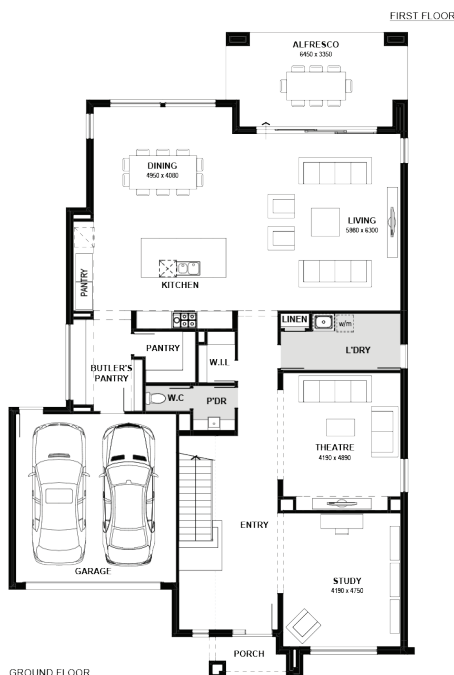 FIRST FLOOR
ALFRESCO
6450 x 3350
DINING
4950 x 4080
LIVING
5980 x 6300
PANTRY
KITCHEN
LINEN
w/m
PANTRY
W.I.L
L'DRY
BUTLER'S
PANTRY
W.C
P'DR
THEATRE
4190 x 4890
ENTRY
GARAGE
STUDY
4190 x 4750
PORCH
GROUND FLOOR